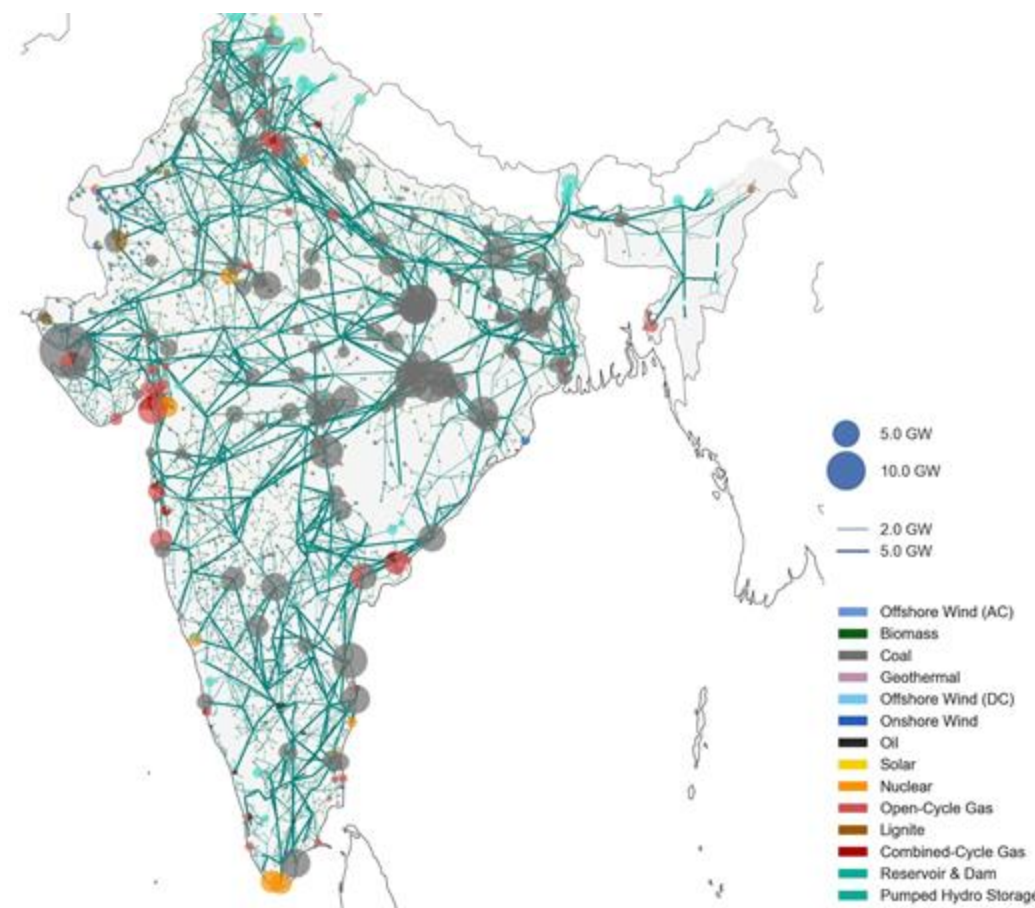 5.0 GW
10.0 GW
2.0 GW
5.0 GW
Offshore Wind (AC)
Biomass
Coal
Geothermal
Offshore Wind (DC)
Onshore Wind
Oil
Solar
Nuclear
Open-Cycle Gas
Lignite
Combined-Cycle Gas
Reservoir & Dam
Pumped Hydro Storage